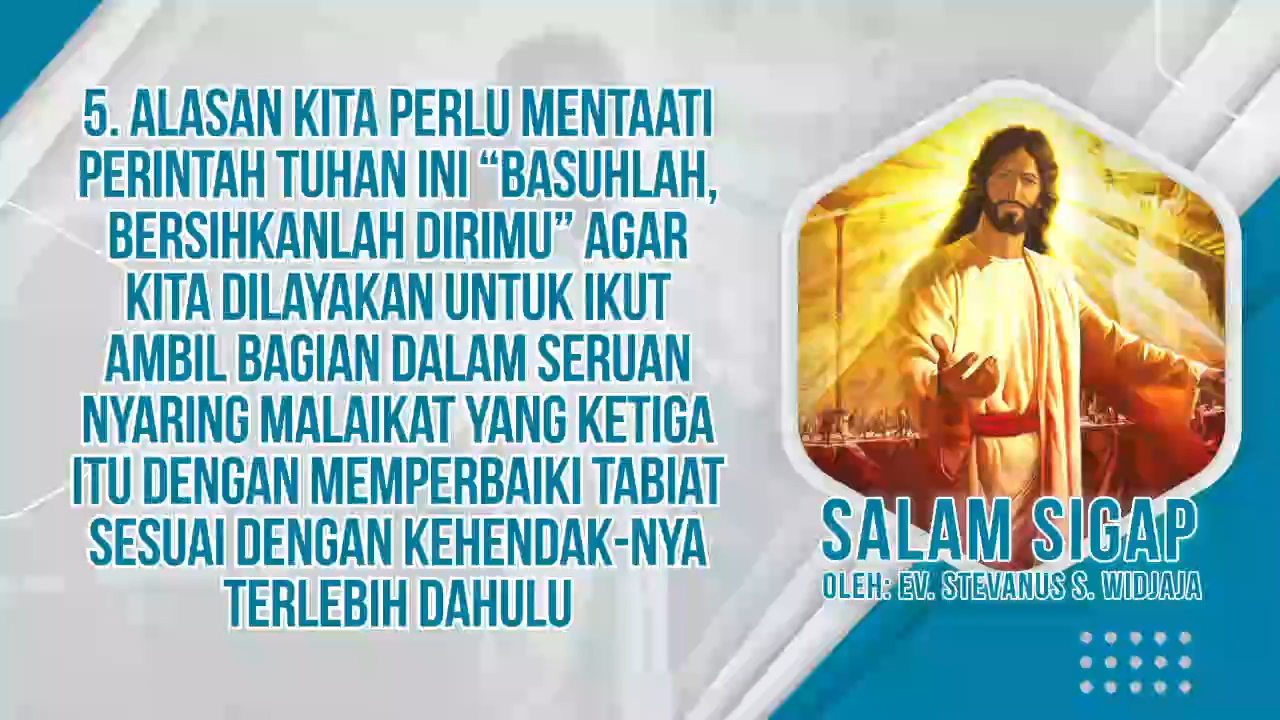 5. ALASAN KITA PERLU MENTAATI
PERINTAH TUHAN INI “BASUHLAH,
BERSIHKANLAH DIRIMU” AGAR
KITA DILAYAKAN UNTUK IKUT
AMBIL BAGIAN DALAM SERUAN
NYARING MALAIKAT YANG KETIGA
ITU DENGAN MEMPERBAIKI TABIAT
SESUAI DENGAN KEHENDAK-NYA
TERLEBIH DAHULU
SALAM SIGAP
OLEH: EV. STEVANUS S. WIDJAJA